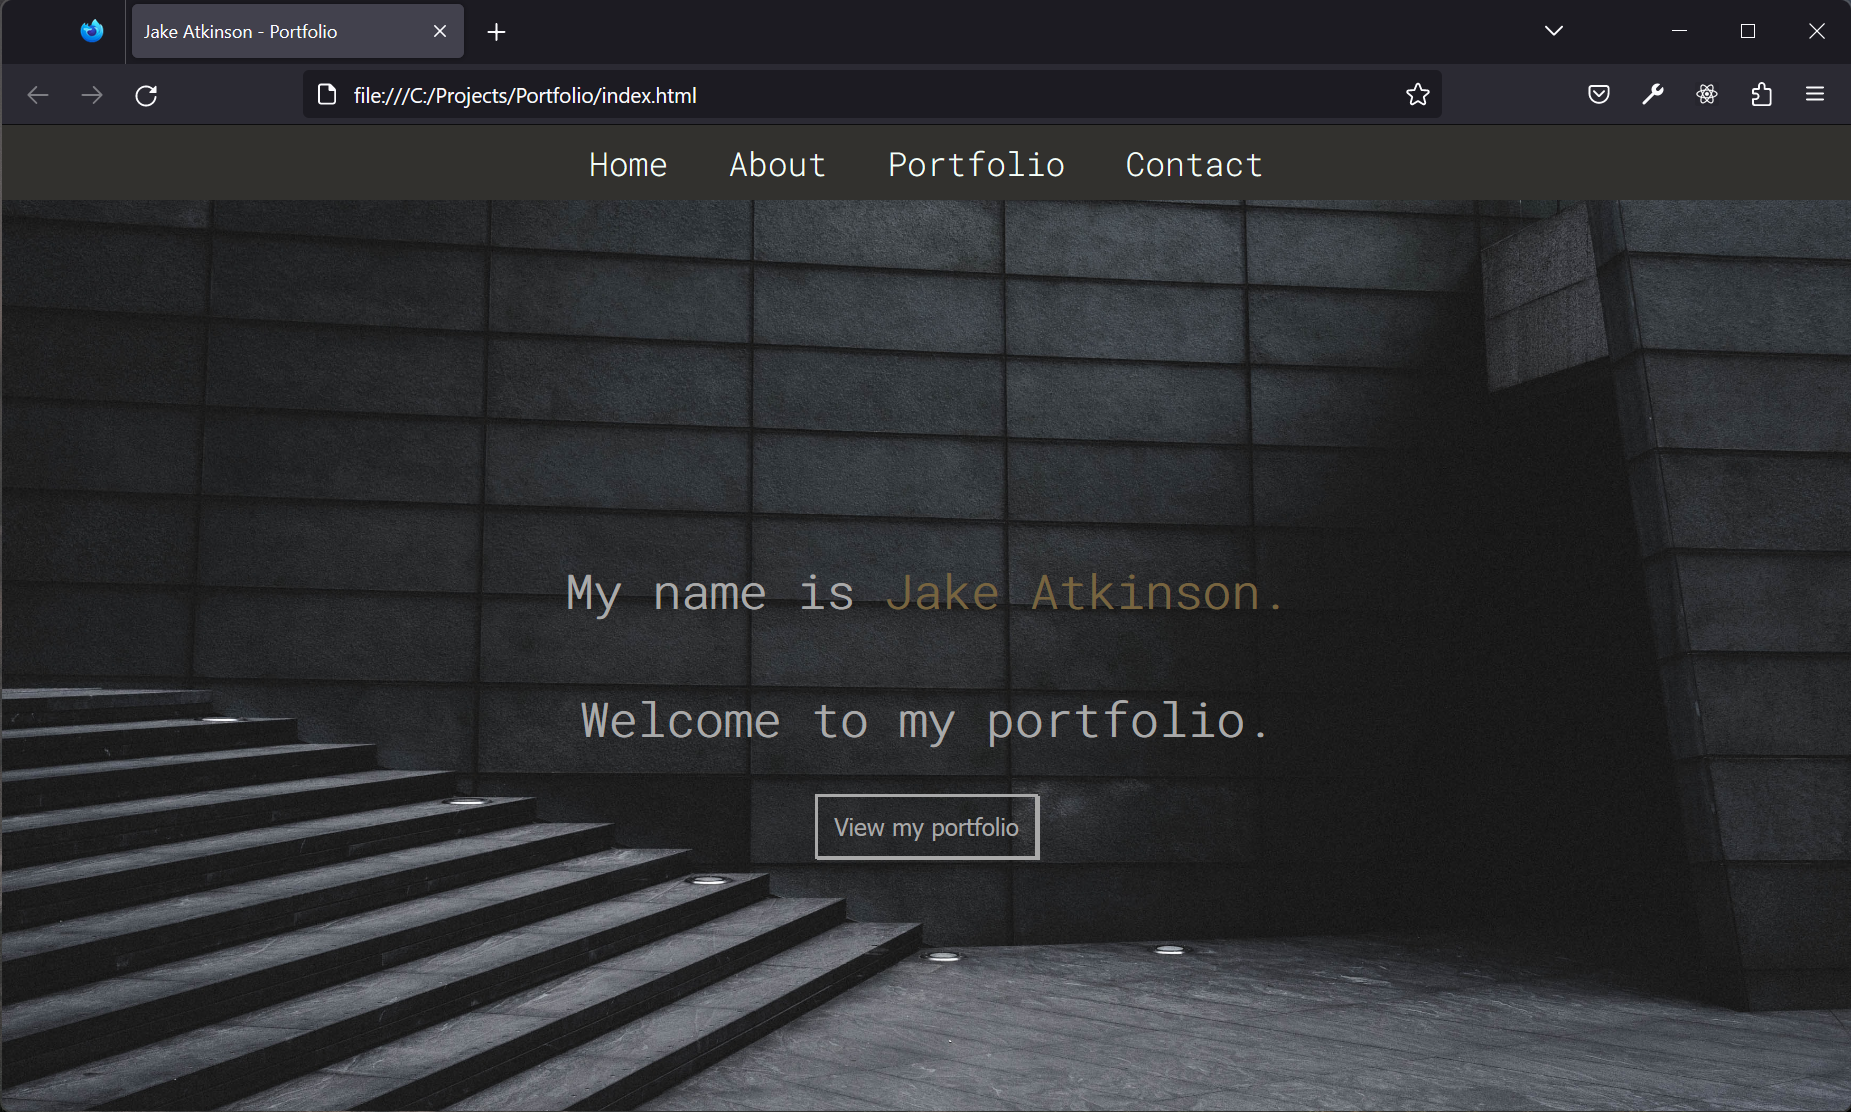 Jake Atkinson - Portfolio
file:///C:/Projects/Portfolio/index.html
Home About Portfolio Contact
My name is Jake Atkinson.
Welcome to my portfolio.
View my portfolio